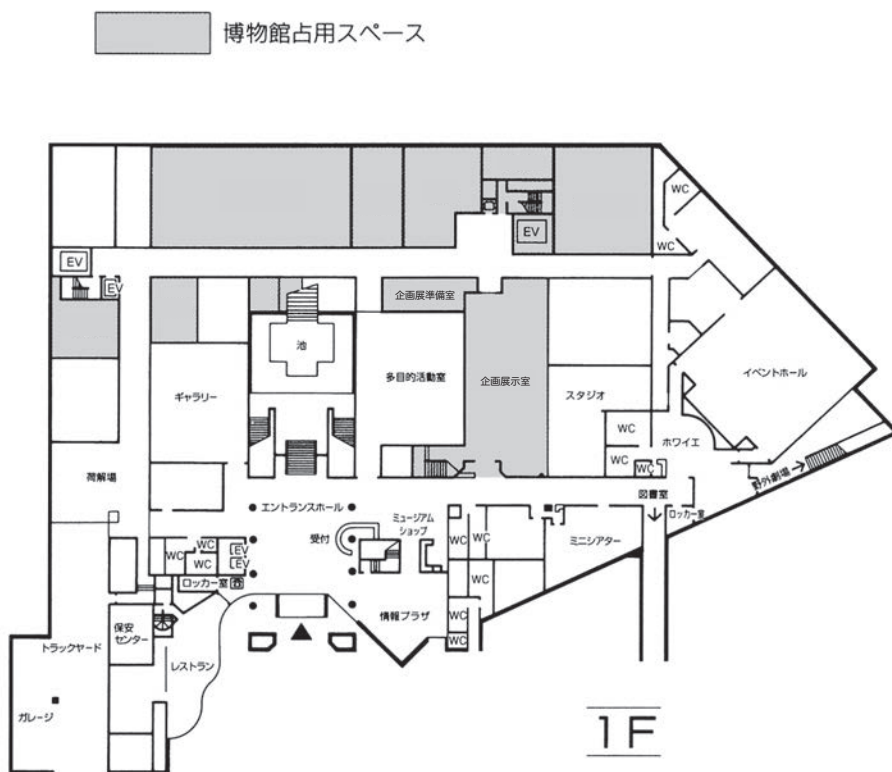 博物館占用スペース
WC
WC
EV
EV
EV
企画展準備室
池
多目的活動室
企画展示室
ギャラリー
スタジオ
イベントホール
WC
ホワイエ
WC
WC
荷解場
野外劇場
エントランスホール
図書室
ロッカー室
ミュージアム
ショップ
受付
ミニシアター
WC
WC
WC
WC
WC
EV
EV
ロッカー室
WC
情報プラザ
WC
WC
保安
センター
トラックヤード
レストラン
ガレージ
1F